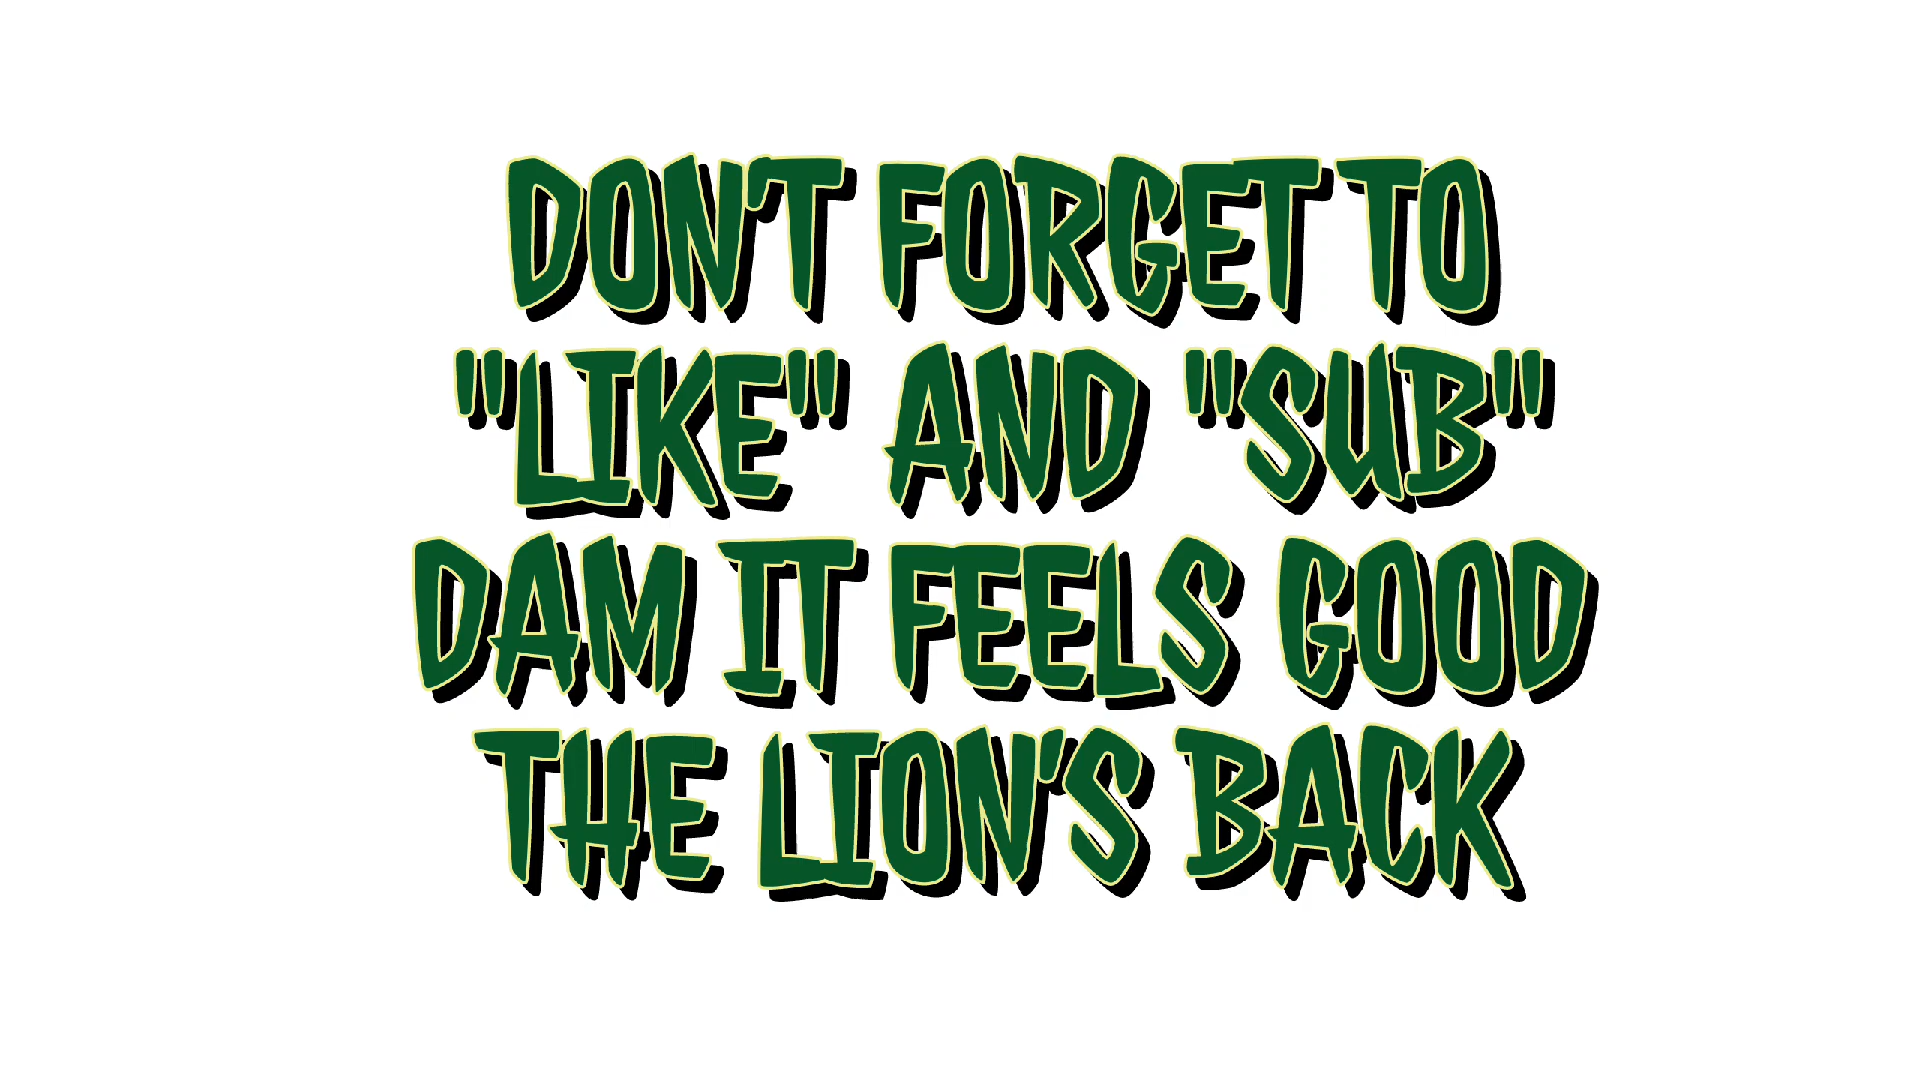 DON'T FORGET TO
"LIKE" AND "SUB"
DAM IT FEELS GOOD
THE LION'S BACK